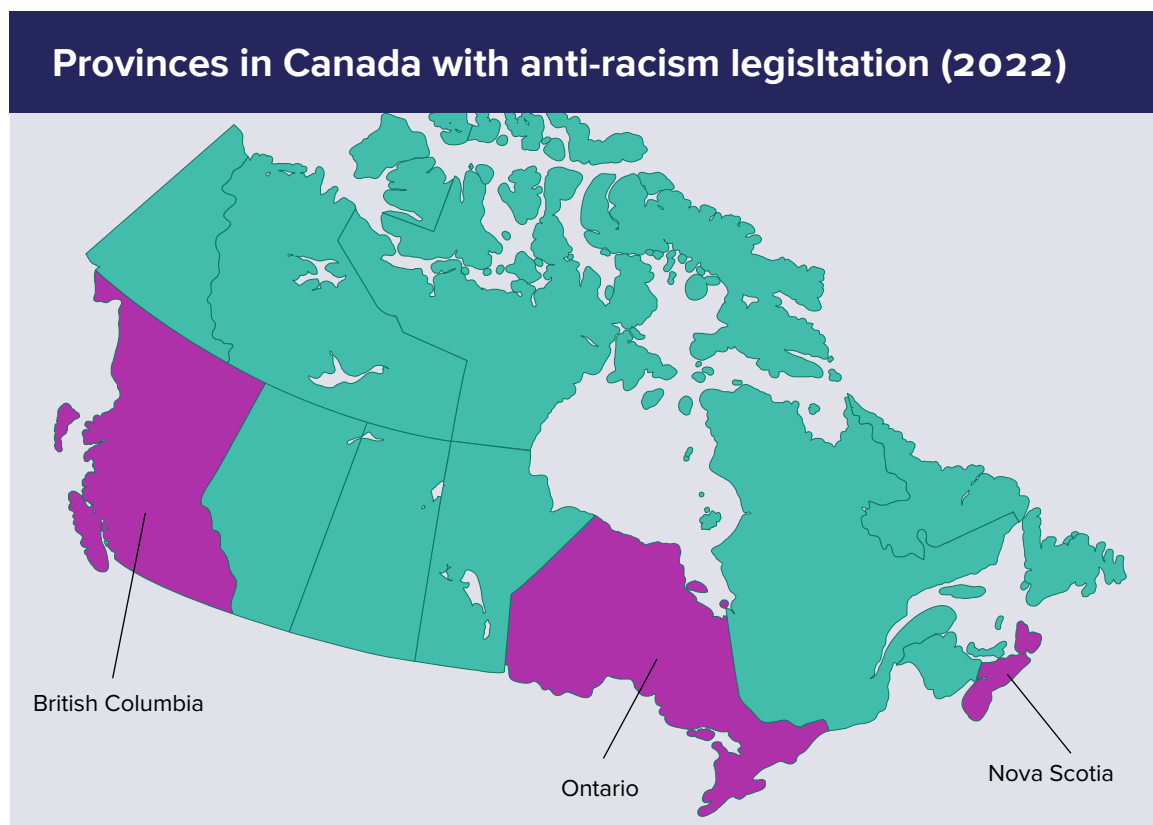 Provinces in Canada with anti-racism legisltation (2022)
British Columbia
Ontario
Nova Scotia